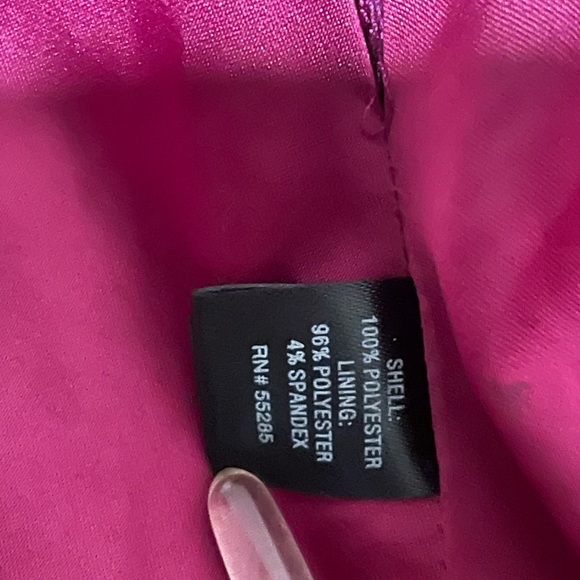 SHELL:
100% POLYESTER
LINING:
96% POLYESTER
4% SPANDEX
RN# 55285